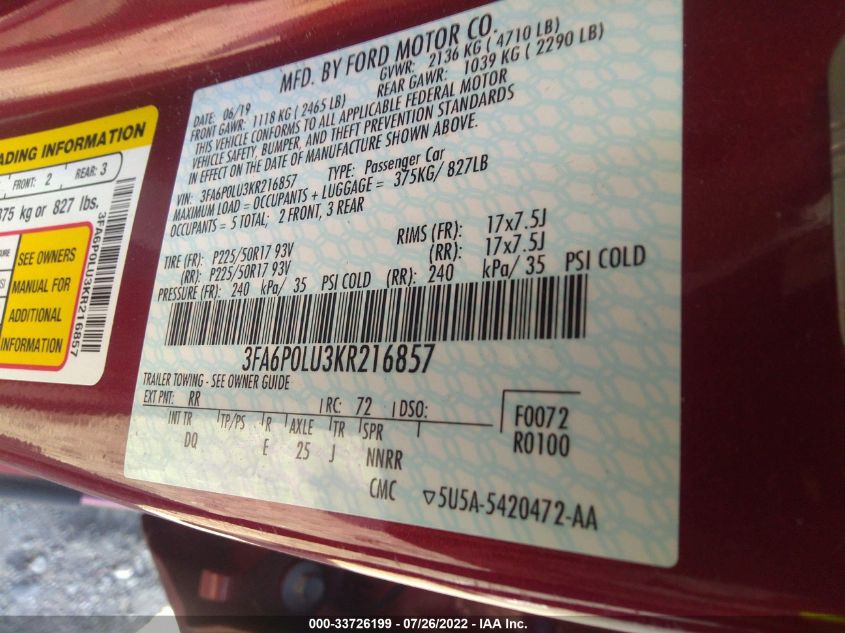 MFD. BY FORD MOTOR CO.
DATE: 06/19
GVWR: 2136 KG ( 4710 LB)
FRONT GAWR: 1118 KG ( 2465 LB)
REAR GAWR: 1039 KG ( 2290 LB)
THIS VEHICLE CONFORMS TO ALL APPLICABLE FEDERAL MOTOR
VEHICLE SAFETY, BUMPER, AND THEFT PREVENTION STANDARDS
IN EFFECT ON THE DATE OF MANUFACTURE SHOWN ABOVE.
VIN: 3FA6P0LU3KR216857 TYPE: Passenger Car
MAXIMUM LOAD = OCCUPANTS + LUGGAGE = 375KG/ 827LB
OCCUPANTS = 5 TOTAL; 2 FRONT, 3 REAR
TIRE (FR): P225/50R17 93V RIMS (FR): 17x7.5J
(RR): P225/50R17 93V (RR): 17x7.5J
PRESSURE (FR): 240 kPa/ 35 PSI COLD (RR): 240 kPa/ 35 PSI COLD
3FA6P0LU3KR216857
TRAILER TOWING - SEE OWNER GUIDE
EXT PNT: RR RC: 72 DSO:
F0072
R0100
INT TR TP/PS R AXLE TR SPR
DQ E 25 J NNRR
CMC ▽5U5A-5420472-AA
ADING INFORMATION
FRONT: 2 REAR: 3
375 kg or 827 lbs.
SEE OWNERS
MANUAL FOR
ADDITIONAL
INFORMATION
3FA6P0LU3KR216857
000-33726199 - 07/26/2022 - IAA Inc.